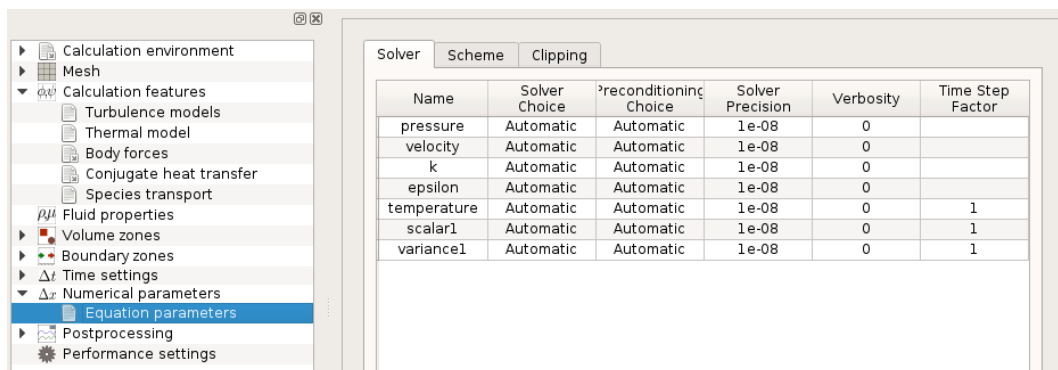 Calculation environment
Mesh
φ,ψ Calculation features
Turbulence models
Thermal model
Body forces
Conjugate heat transfer
Species transport
ρμ Fluid properties
Volume zones
Boundary zones
Δt Time settings
Δx Numerical parameters
Equation parameters
Postprocessing
Performance settings
Solver Scheme Clipping
Name Solver Choice Preconditioning Choice Solver Precision Verbosity Time Step Factor
pressure Automatic Automatic 1e-08 0
velocity Automatic Automatic 1e-08 0
k Automatic Automatic 1e-08 0
epsilon Automatic Automatic 1e-08 0
temperature Automatic Automatic 1e-08 0 1
scalar1 Automatic Automatic 1e-08 0 1
variance1 Automatic Automatic 1e-08 0 1